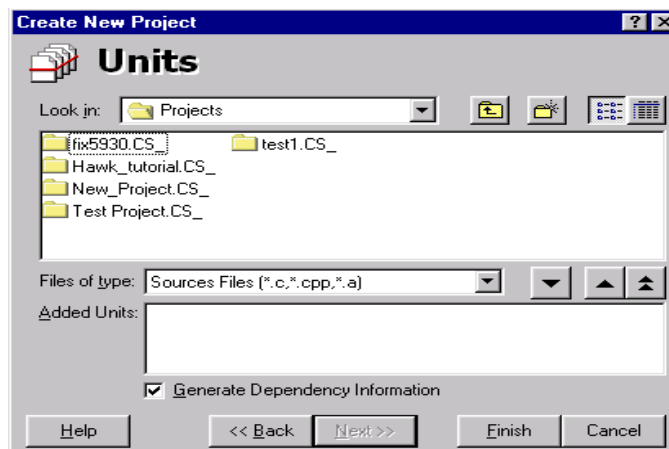 Create New Project
Units
Look in: Projects
fix5930.CS_ test1.CS_
Hawk_tutorial.CS_
New_Project.CS_
Test Project.CS_
Files of type: Sources Files (*.c,*.cpp,*.a)
Added Units:
Generate Dependency Information
Help << Back Next >> Finish Cancel